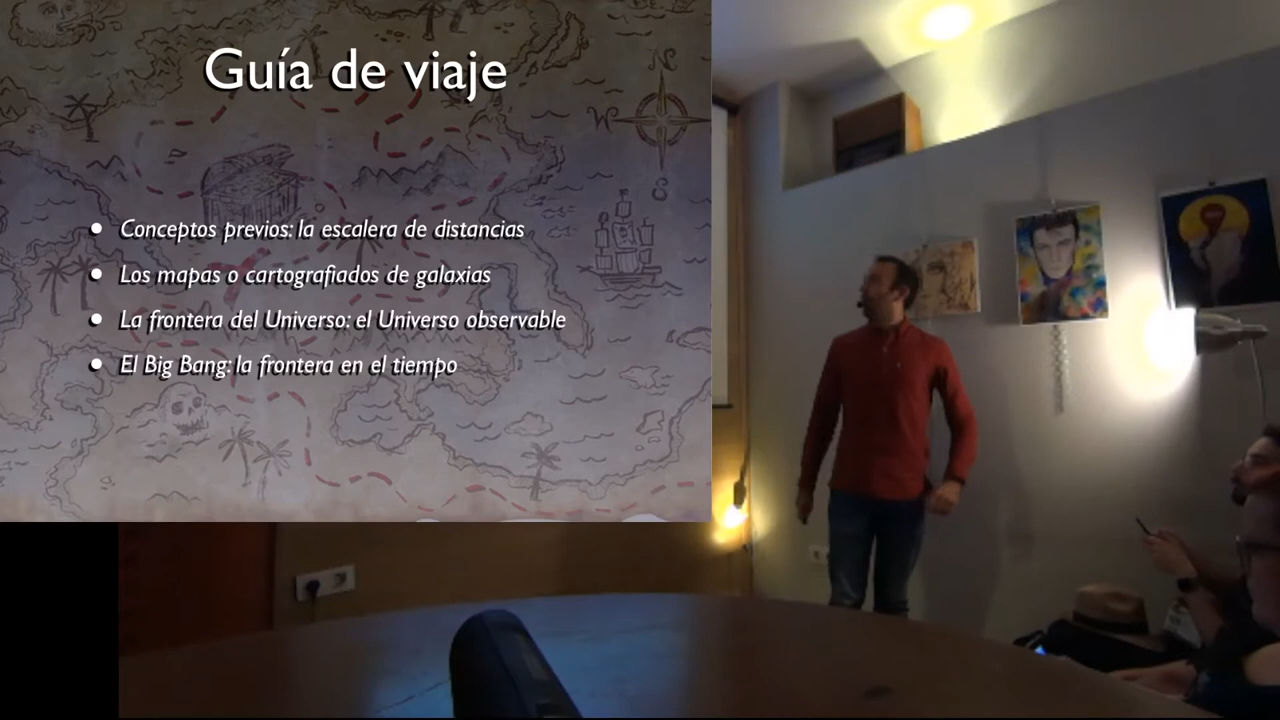 Guía de viaje
N
W
S
Conceptos previos: la escalera de distancias
Los mapas o cartografiados de galaxias
La frontera del Universo: el Universo observable
El Big Bang: la frontera en el tiempo